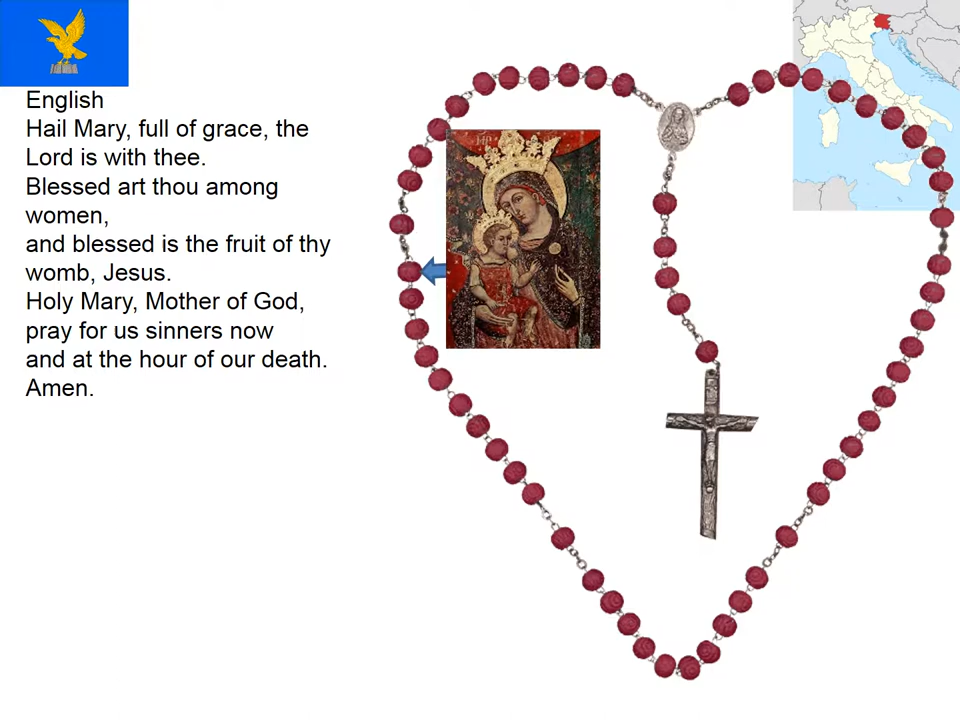 English
Hail Mary, full of grace, the
Lord is with thee.
Blessed art thou among
women,
and blessed is the fruit of thy
womb, Jesus.
Holy Mary, Mother of God,
pray for us sinners now
and at the hour of our death.
Amen.